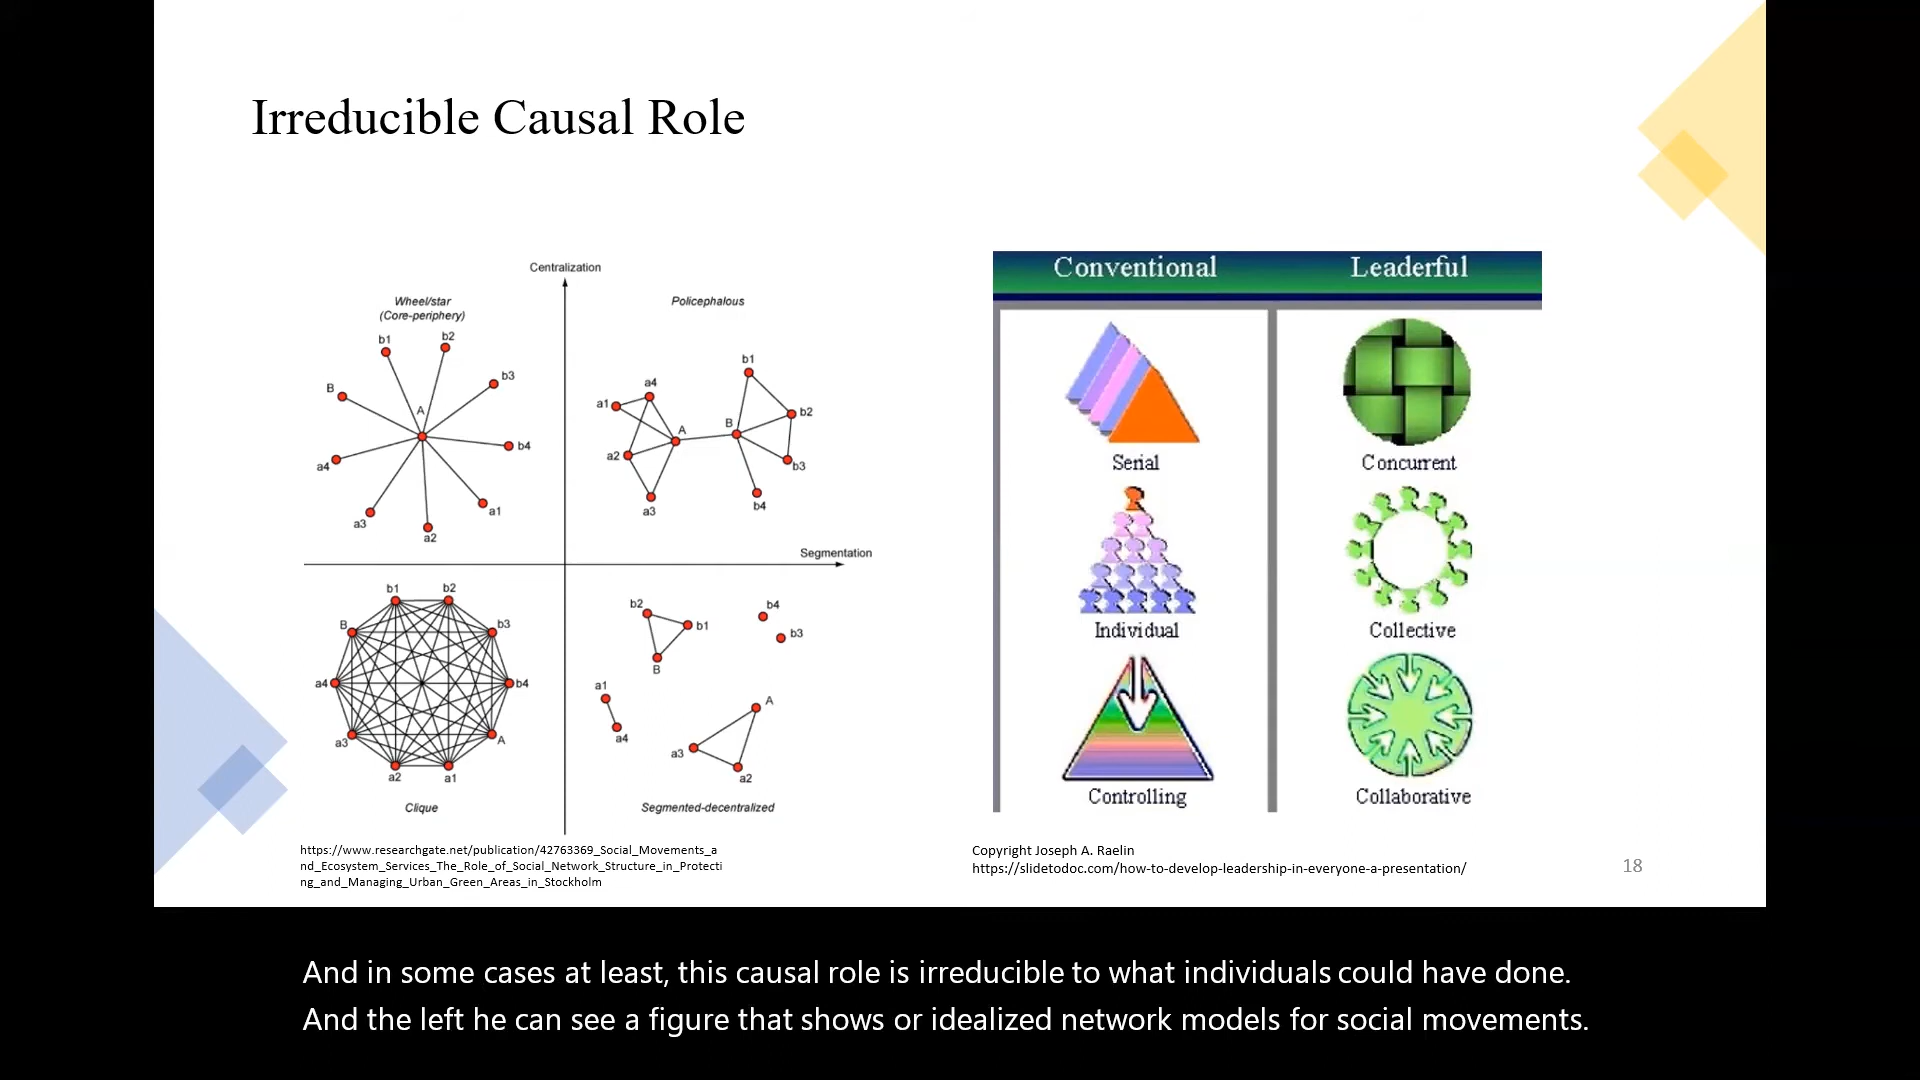 Irreducible Causal Role
Centralization
Wheel/star
(Core-periphery)
b1
b2
b3
B
A
b4
a4
a1
a3
a2
Policephalous
b1
a4
a1
b2
A
B
a2
b3
a3
b4
Segmentation
b1
b2
B
b3
a4
b4
a3
A
a2
a1
Clique
b2
b4
b1
b3
B
a1
A
a4
a3
a2
Segmented-decentralized
https://www.researchgate.net/publication/42763369_Social_Movements_a
nd_Ecosystem_Services_The_Role_of_Social_Network_Structure_in_Protecti
ng_and_Managing_Urban_Green_Areas_in_Stockholm
Conventional
Leaderful
Serial
Concurrent
Individual
Collective
Controlling
Collaborative
Copyright Joseph A. Raelin
https://slidetodoc.com/how-to-develop-leadership-in-everyone-a-presentation/
18
And in some cases at least, this causal role is irreducible to what individuals could have done.
And the left he can see a figure that shows or idealized network models for social movements.